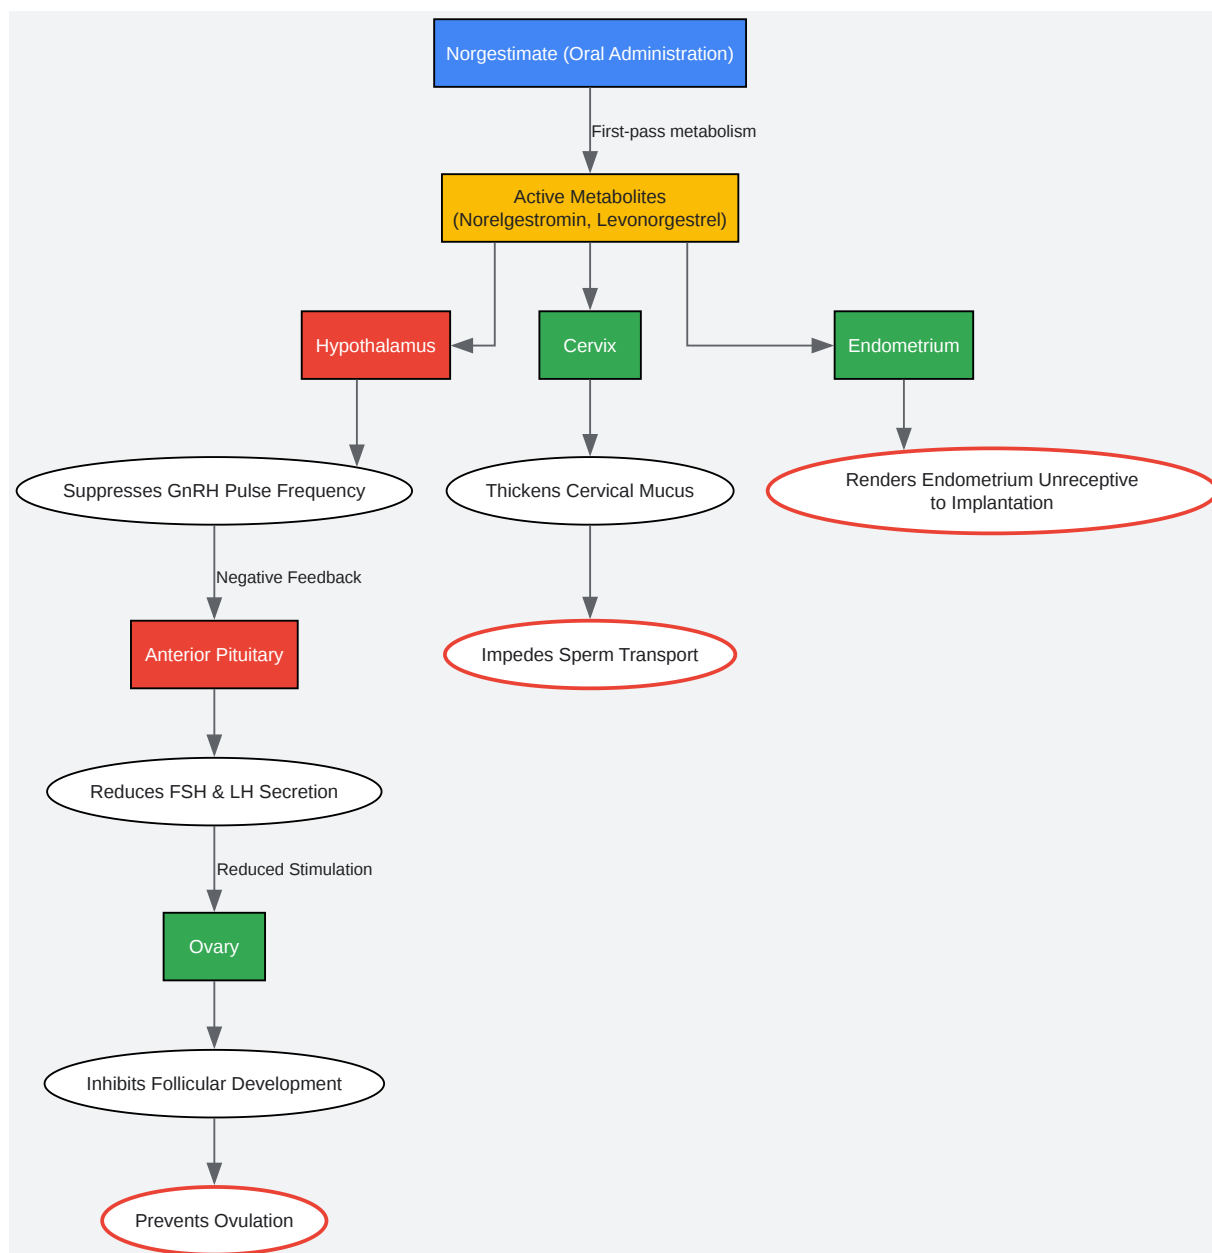 Norgestimate (Oral Administration)
First-pass metabolism
Active Metabolites
(Norelgestromin, Levonorgestrel)
Hypothalamus
Cervix
Endometrium
Suppresses GnRH Pulse Frequency
Thickens Cervical Mucus
Renders Endometrium Unreceptive
to Implantation
Negative Feedback
Anterior Pituitary
Impedes Sperm Transport
Reduces FSH & LH Secretion
Reduced Stimulation
Ovary
Inhibits Follicular Development
Prevents Ovulation